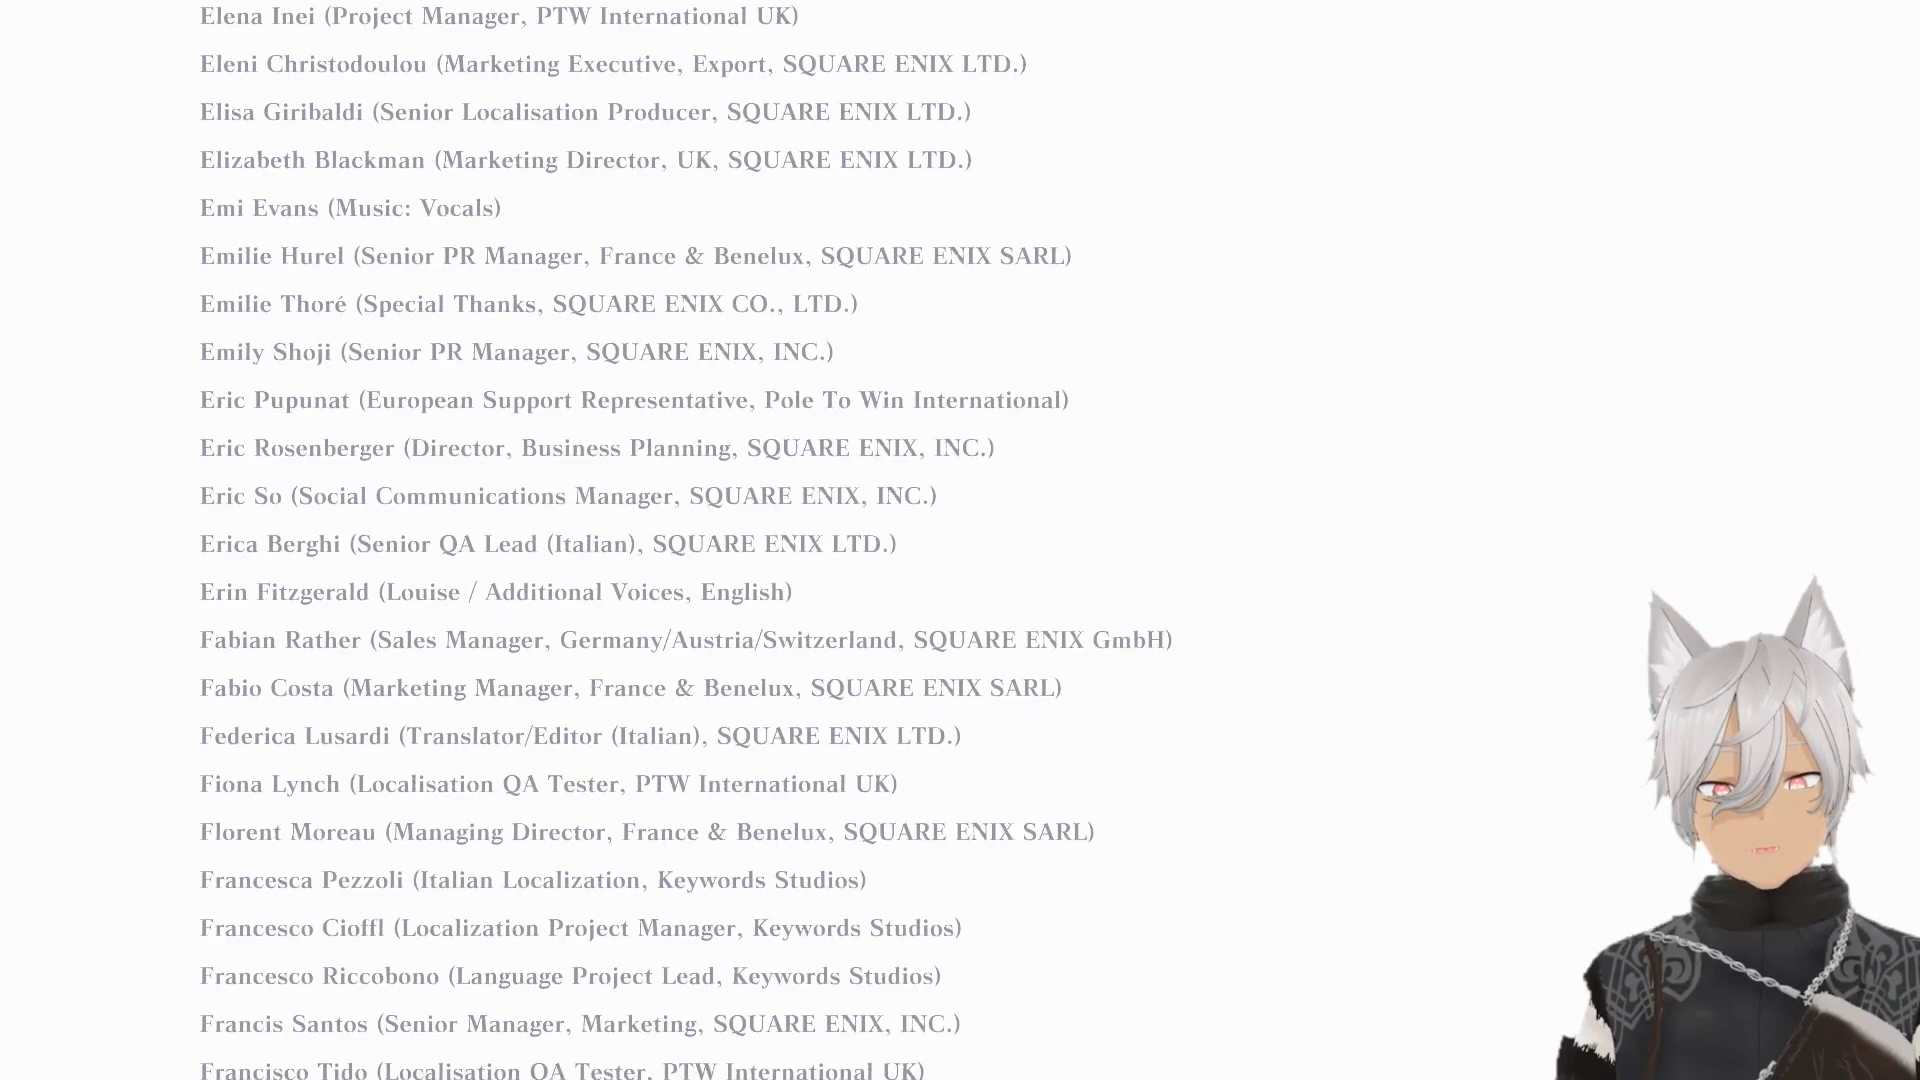 Elena Inei (Project Manager, PTW International UK)
Eleni Christodoulou (Marketing Executive, Export, SQUARE ENIX LTD.)
Elisa Giribaldi (Senior Localisation Producer, SQUARE ENIX LTD.)
Elizabeth Blackman (Marketing Director, UK, SQUARE ENIX LTD.)
Emi Evans (Music: Vocals)
Emilie Hurel (Senior PR Manager, France & Benelux, SQUARE ENIX SARL)
Emilie Thoré (Special Thanks, SQUARE ENIX CO., LTD.)
Emily Shoji (Senior PR Manager, SQUARE ENIX, INC.)
Eric Pupunat (European Support Representative, Pole To Win International)
Eric Rosenberger (Director, Business Planning, SQUARE ENIX, INC.)
Eric So (Social Communications Manager, SQUARE ENIX, INC.)
Erica Berghi (Senior QA Lead (Italian), SQUARE ENIX LTD.)
Erin Fitzgerald (Louise / Additional Voices, English)
Fabian Rather (Sales Manager, Germany/Austria/Switzerland, SQUARE ENIX GmbH)
Fabio Costa (Marketing Manager, France & Benelux, SQUARE ENIX SARL)
Federica Lusardi (Translator/Editor (Italian), SQUARE ENIX LTD.)
Fiona Lynch (Localisation QA Tester, PTW International UK)
Florent Moreau (Managing Director, France & Benelux, SQUARE ENIX SARL)
Francesca Pezzoli (Italian Localization, Keywords Studios)
Francesco Cioffl (Localization Project Manager, Keywords Studios)
Francesco Riccobono (Language Project Lead, Keywords Studios)
Francis Santos (Senior Manager, Marketing, SQUARE ENIX, INC.)
Francisco Tido (Localisation QA Tester, PTW International UK)